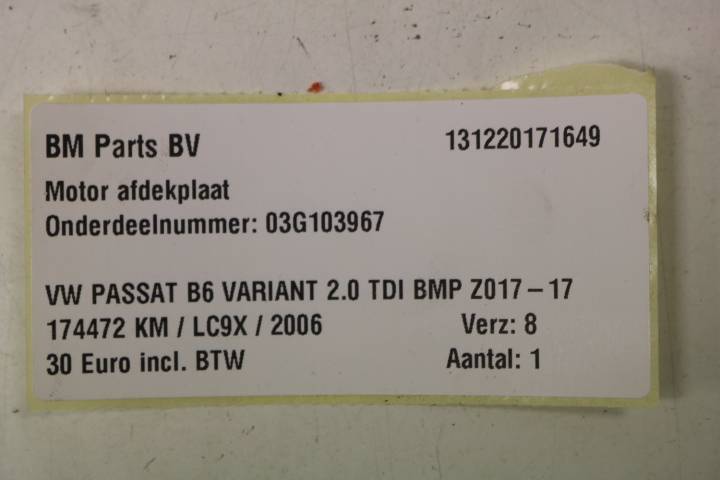 BM Parts BV 131220171649
Motor afdekplaat
Onderdeelnummer: 03G103967
VW PASSAT B6 VARIANT 2.0 TDI BMP Z017 – 17
174472 KM / LC9X / 2006 Verz: 8
30 Euro incl. BTW Aantal: 1